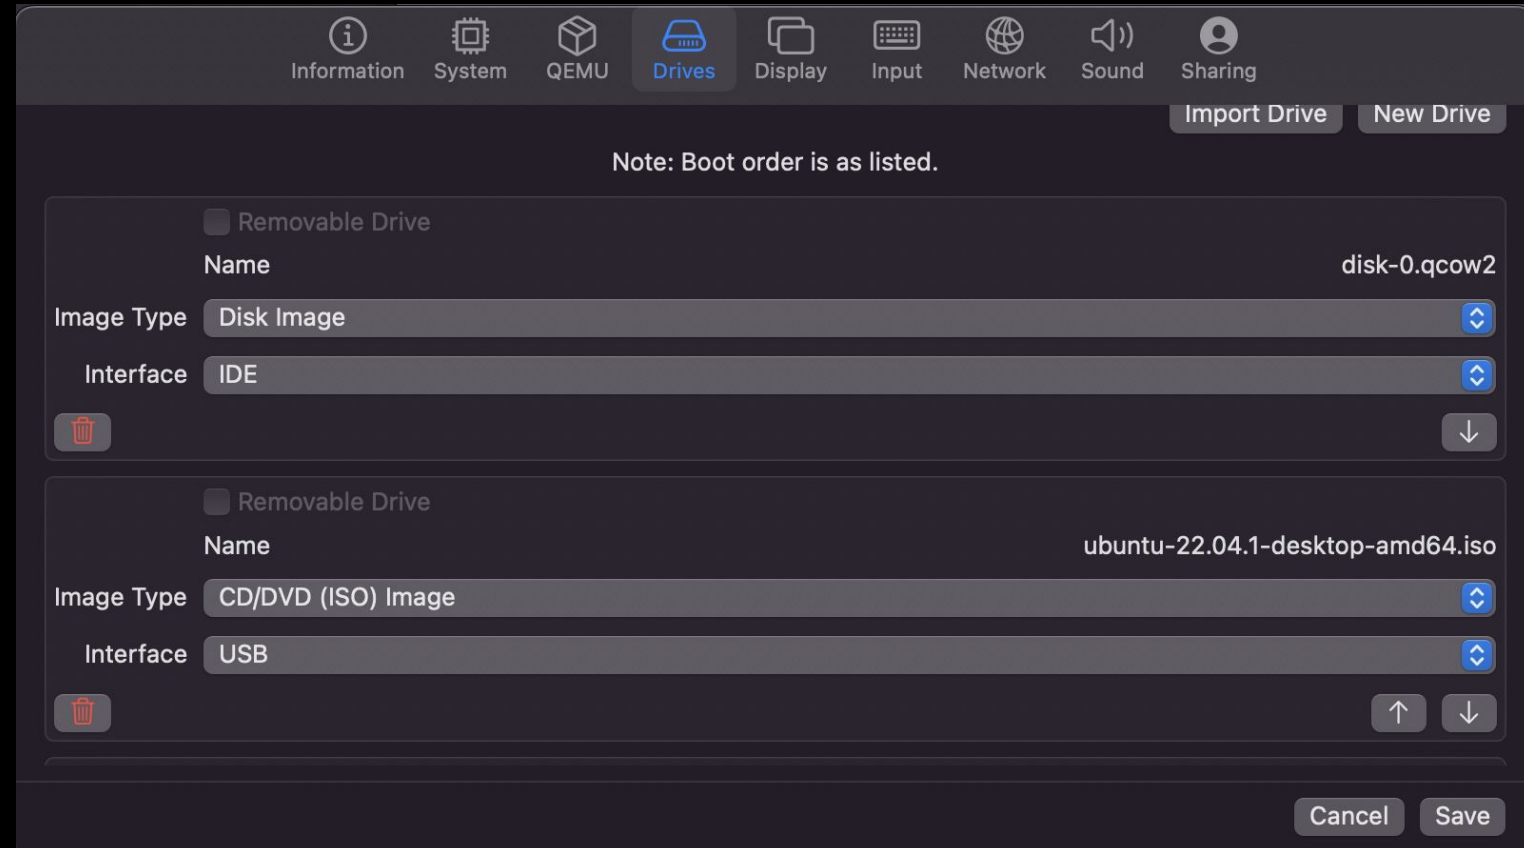 Information System QEMU Drives Display Input Network Sound Sharing
Import Drive New Drive
Note: Boot order is as listed.
Removable Drive
Name disk-0.qcow2
Image Type Disk Image
Interface IDE
Removable Drive
Name ubuntu-22.04.1-desktop-amd64.iso
Image Type CD/DVD (ISO) Image
Interface USB
Cancel Save